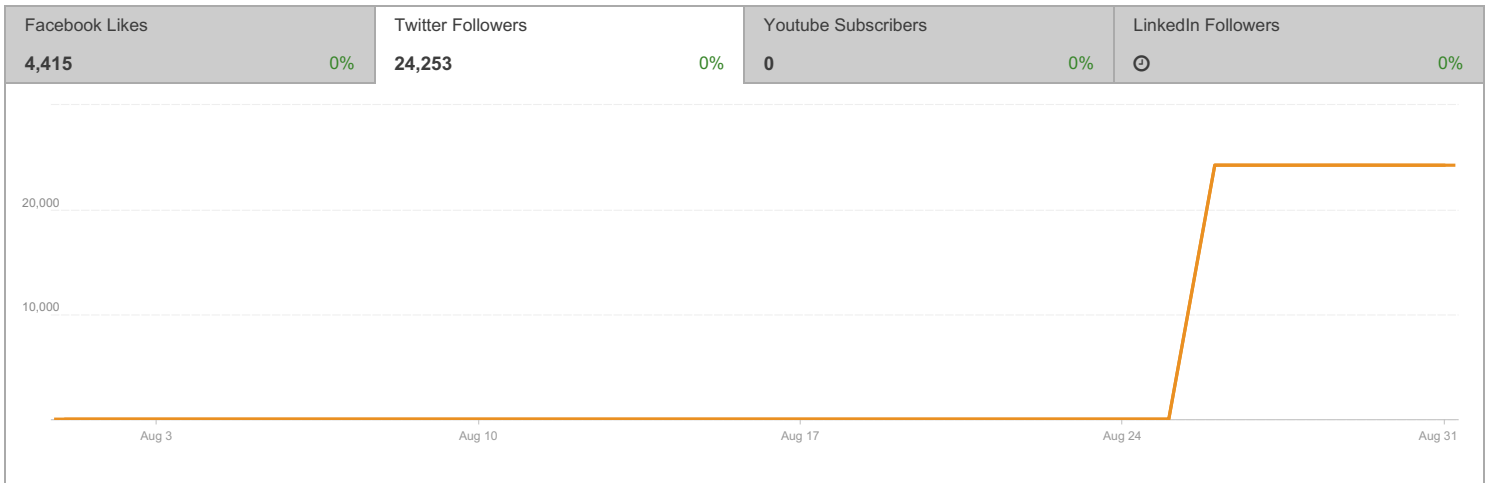 Facebook Likes
4,415 0%
Twitter Followers
24,253 0%
Youtube Subscribers
0 0%
LinkedIn Followers
0%
20,000
10,000
Aug 3 Aug 10 Aug 17 Aug 24 Aug 31